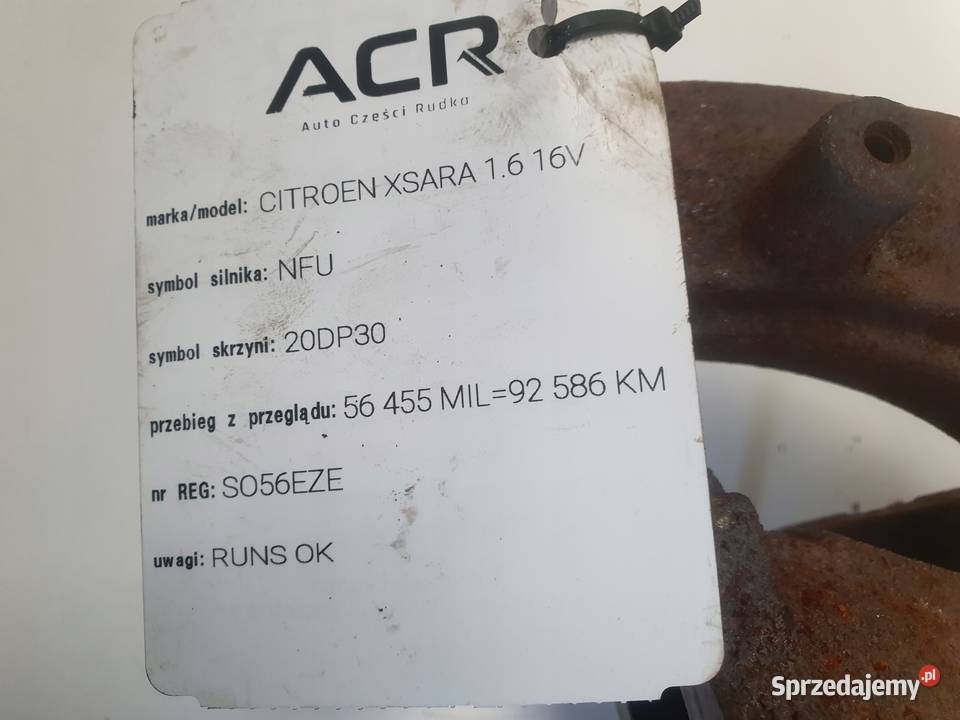 ACR
Auto Części Rudka
marka/model: CITROEN XSARA 1.6 16V
symbol silnika: NFU
symbol skrzyni: 20DP30
przebieg z przeglądu: 56 455 MIL=92 586 KM
nr REG: SO56EZE
uwagi: RUNS OK
Sprzedajemy.pl